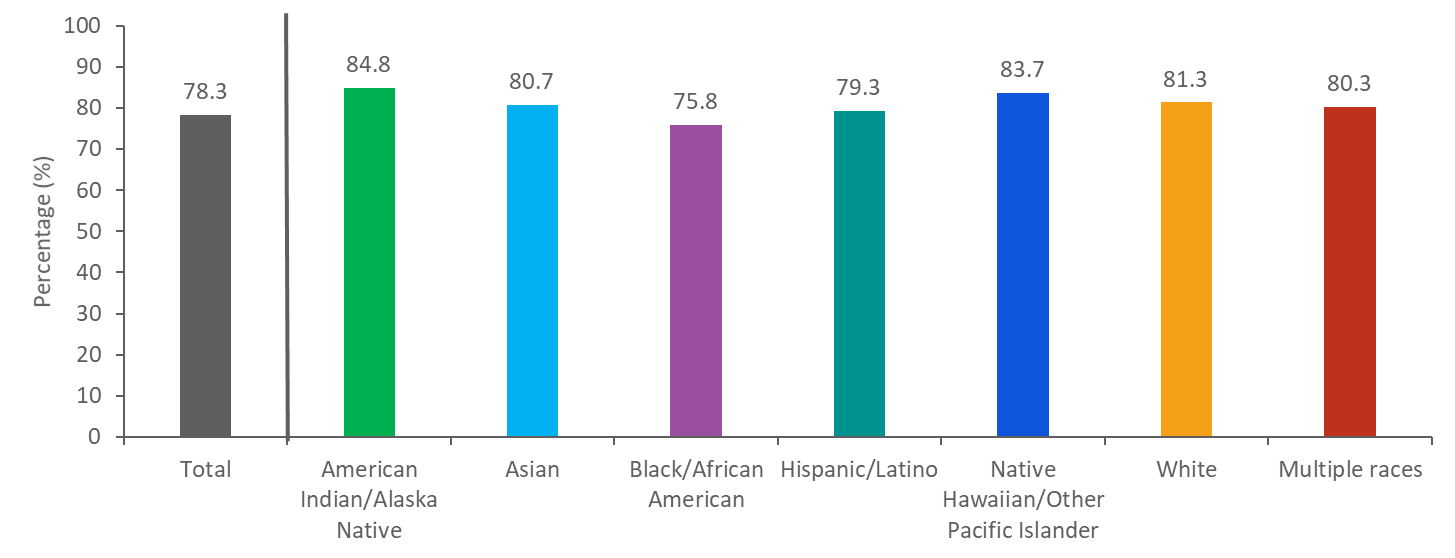 Percentage (%)
100
90
80
70
60
50
40
30
20
10
0
78.3
84.8
80.7
75.8
79.3
83.7
81.3
80.3
Total
American
Indian/Alaska
Native
Asian
Black/African
American
Hispanic/Latino
Native
Hawaiian/Other
Pacific Islander
White
Multiple races